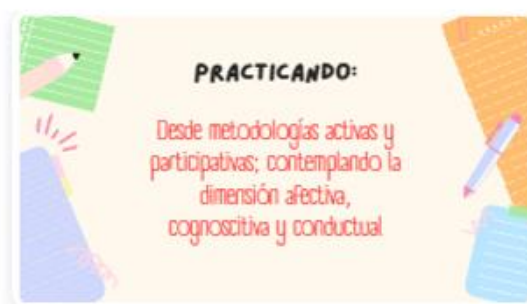 PRACTICANDO:
Desde metodologías activas y
participativas; contemplando la
dimensión afectiva,
cognoscitiva y conductual